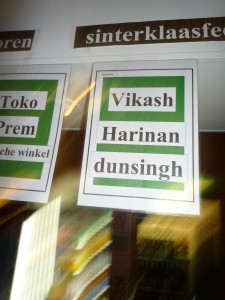 oren
sinterklaasfee
Toko
Prem
che winkel
Vikash
Harinan
dunsingh